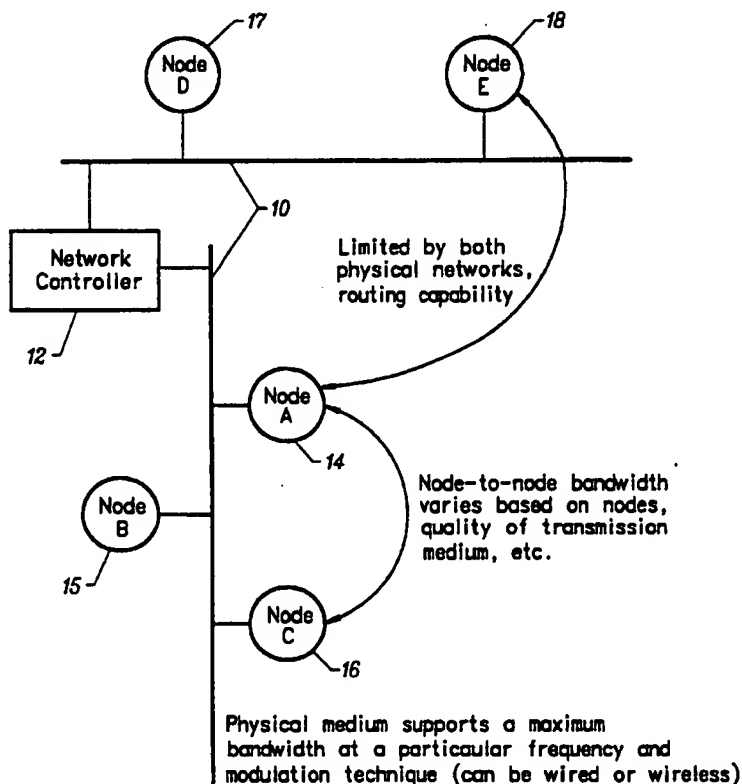 17
18
Node
D
Node
E
10
Network
Controller
12
Limited by both
physical networks,
routing capability
Node
A
14
Node-to-node bandwidth
varies based on nodes,
quality of transmission
medium, etc.
Node
B
15
Node
C
16
Physical medium supports a maximum
bandwidth at a particaular frequency and
modulation technique (can be wired or wireless)